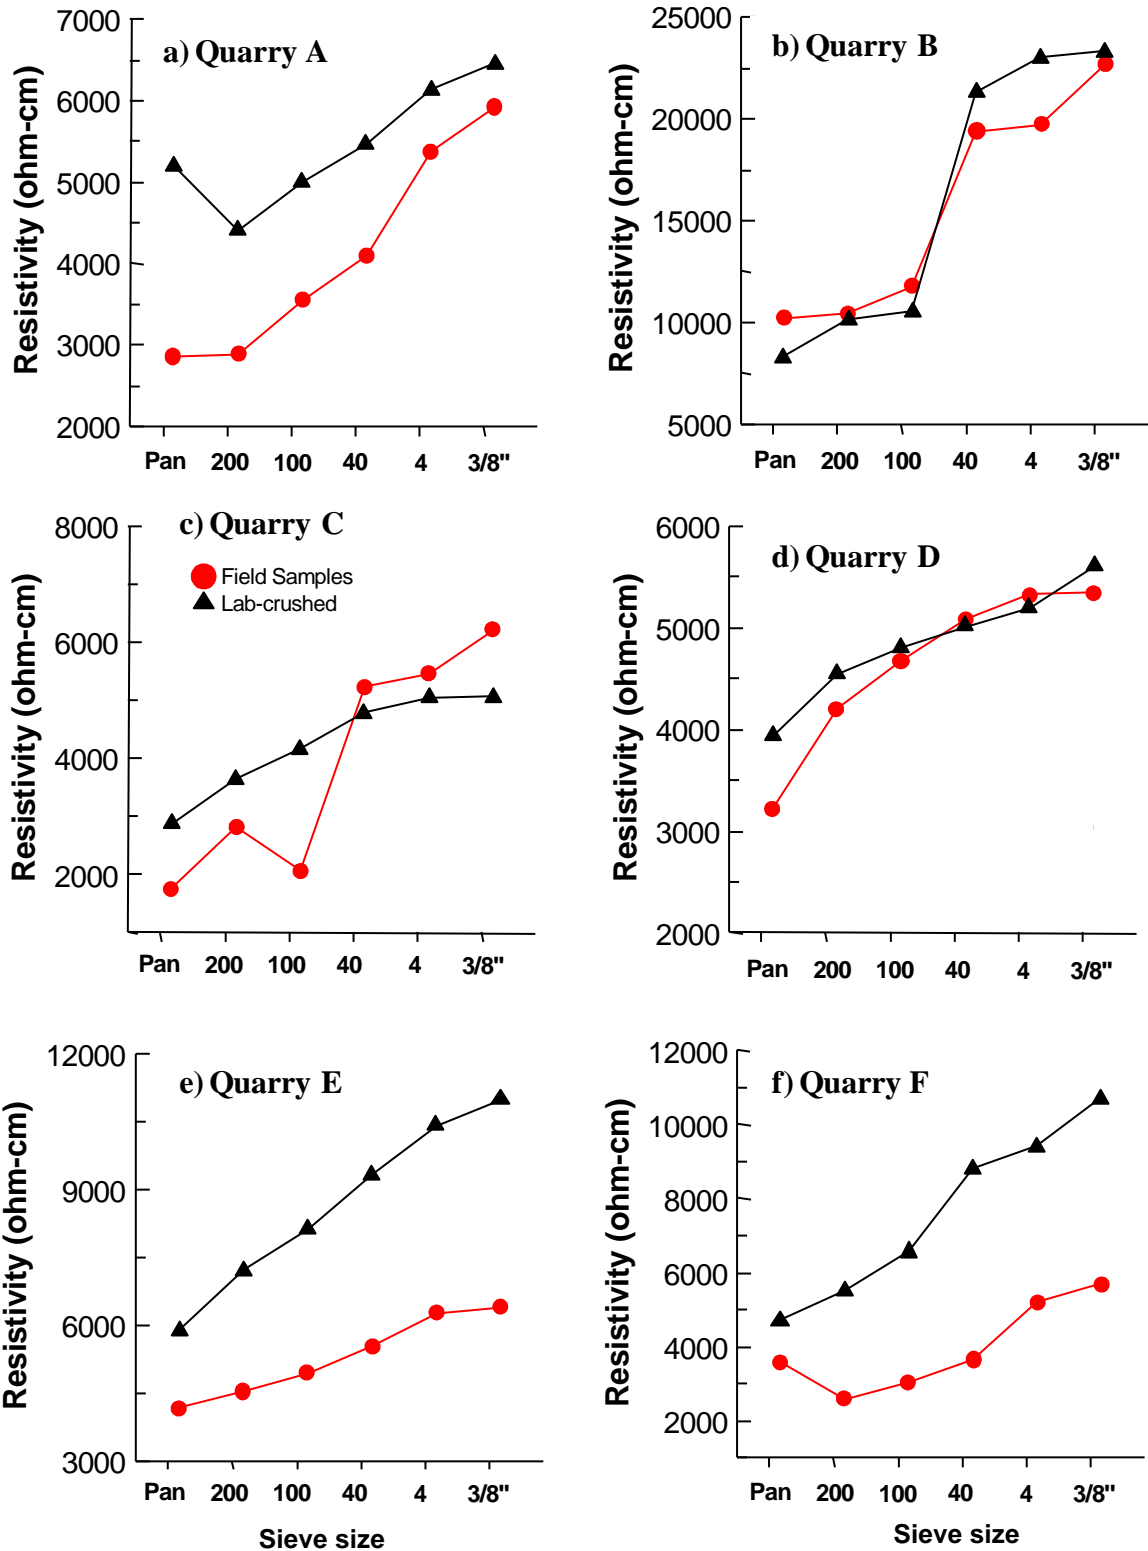 a) Quarry A
Resistivity (ohm-cm)
7000
6000
5000
4000
3000
2000
Pan 200 100 40 4 3/8"
b) Quarry B
Resistivity (ohm-cm)
25000
20000
15000
10000
5000
Pan 200 100 40 4 3/8"
c) Quarry C
Field Samples
Lab-crushed
Resistivity (ohm-cm)
8000
6000
4000
2000
Pan 200 100 40 4 3/8"
d) Quarry D
Resistivity (ohm-cm)
6000
5000
4000
3000
2000
Pan 200 100 40 4 3/8"
e) Quarry E
Resistivity (ohm-cm)
12000
9000
6000
3000
Pan 200 100 40 4 3/8"
Sieve size
f) Quarry F
Resistivity (ohm-cm)
12000
10000
8000
6000
4000
2000
Pan 200 100 40 4 3/8"
Sieve size